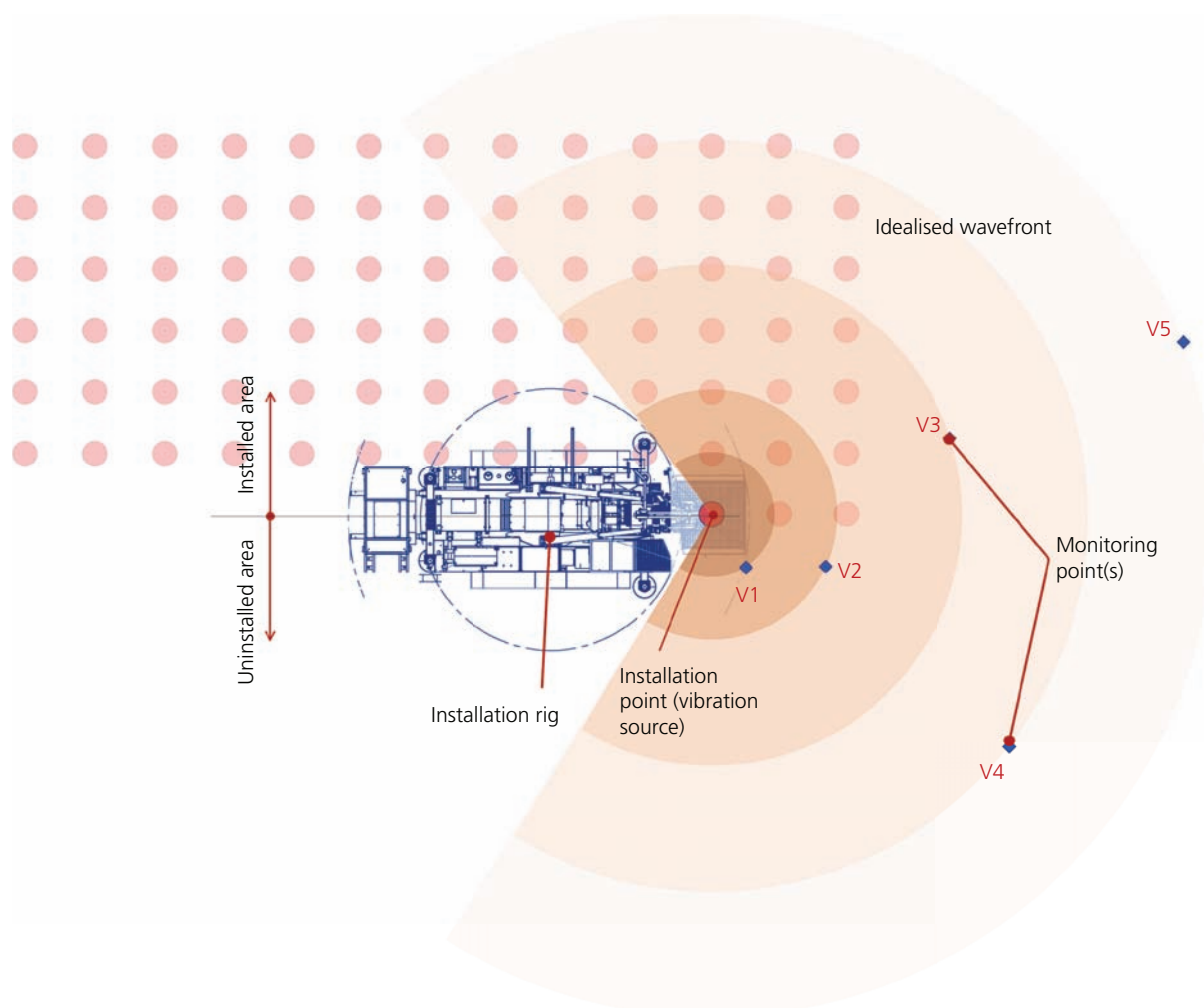 Idealised wavefront
V5
Installed area
V3
Monitoring
point(s)
V2
V1
Uninstalled area
Installation
point (vibration
source)
Installation rig
V4